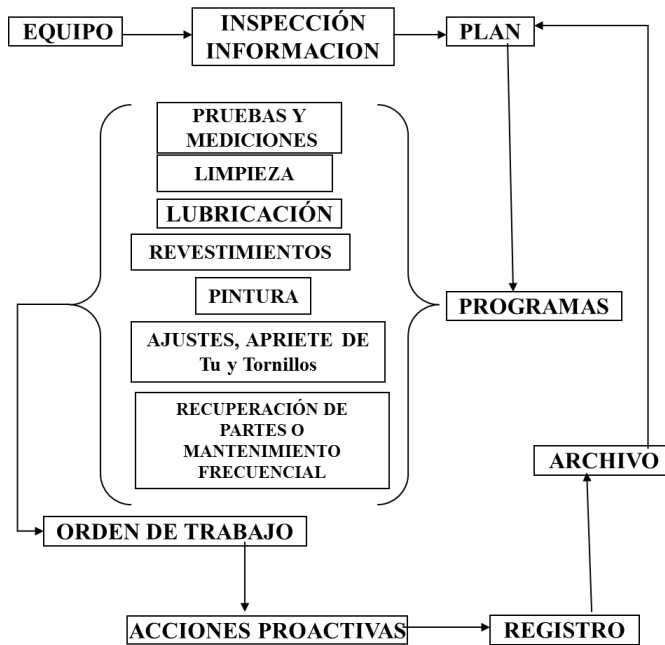 EQUIPO
INSPECCIÓN
INFORMACION
PLAN
PRUEBAS Y
MEDICIONES
LIMPIEZA
LUBRICACIÓN
REVESTIMIENTOS
PINTURA
PROGRAMAS
AJUSTES, APRIETE DE
Tu y Tornillos
RECUPERACIÓN DE
PARTES O
MANTENIMIENTO
FRECUENCIAL
ARCHIVO
ORDEN DE TRABAJO
ACCIONES PROACTIVAS
REGISTRO